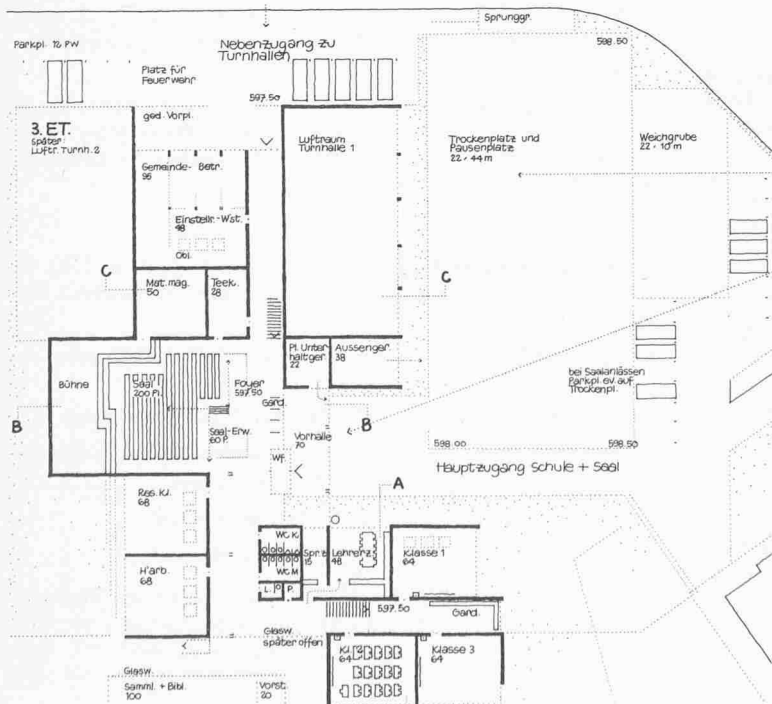 Sprunggr.
Parkpl. 12 PW
Nebenzugang zu
Turnhallen
598.50
Platz für
Feuerwehr
597.50
ged. Vorpl.
3. ET.
später:
Luftr. Turnh. 2
Luftraum
Turnhalle 1
Trockenplatz und
Pausenplatz
22 × 44 m
Weichgrube
22 × 10 m
Gemeinde- Betr.
96
Einstellr.-Wst.
48
Obl.
C
C
Mat. mag.
50
Teek.
28
Pl. Unter
haltger
22
Aussenger.
38
Bühne
Saal
200 Pl.
Foyer
597.50
Gard.
bei Saalanlässen
Parkpl. ev. auf
Trockenpl.
B
B
Saal-Erw.
60 P.
Vorhalle
70
598.00
598.50
Wf.
Hauptzugang Schule + Saal
A
Res. Kl.
68
WC K
Spr. z.
15
Lehrerz.
48
Klasse 1
64
WC M
H'arb.
68
L.
P.
597.50
Gard.
Glasw.
später offen
Kl. 2
64
Klasse 3
64
Glasw.
Samml. + Bibl.
100
Vorst.
20